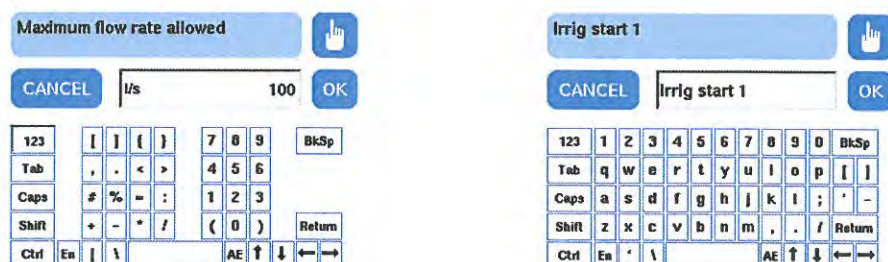 Maximum flow rate allowed
CANCEL l/s 100 OK
123 [ ] { } 7 8 9 BkSp
Tab , . < > 4 5 6
Caps # % = : 1 2 3
Shift + - * / ( 0 ) Return
Ctrl En [ \ AE ↑ ↓ ← →
Irrig start 1
CANCEL Irrig start 1 OK
123 1 2 3 4 5 6 7 8 9 0 BkSp
Tab q w e r t y u i o p [ ]
Caps a s d f g h j k l ; ' -
Shift z x c v b n m , . / Return
Ctrl En ' \ AE ↑ ↓ ← →